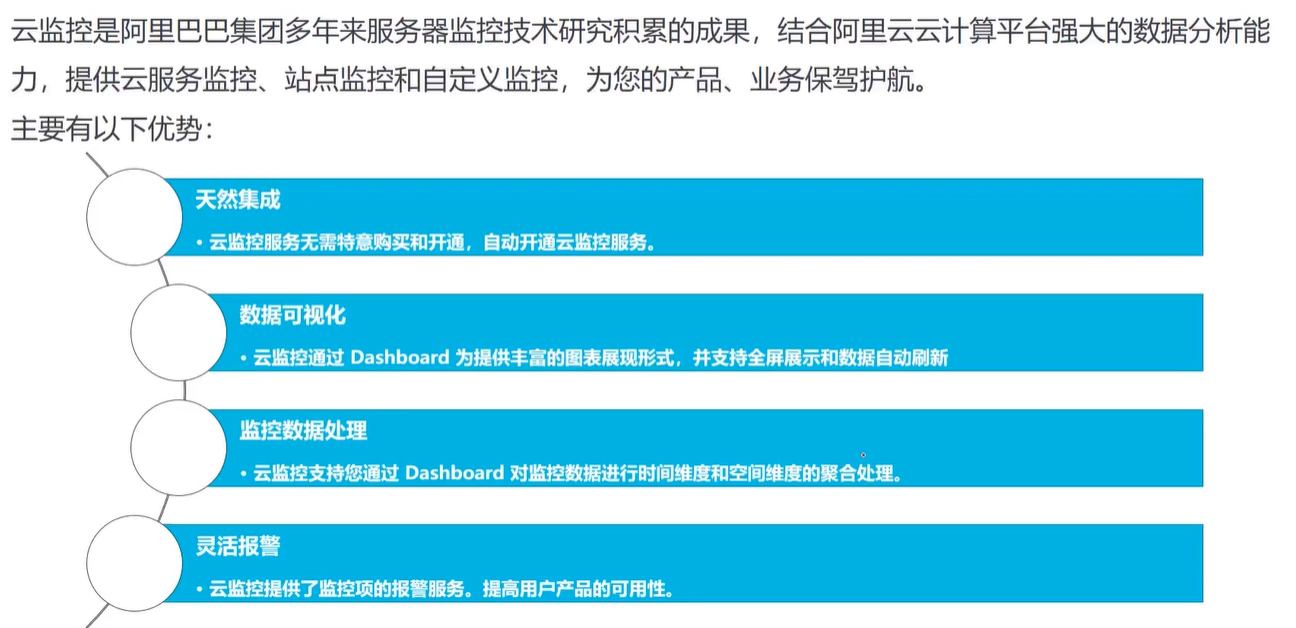 云监控是阿里巴巴集团多年来服务器监控技术研究积累的成果，结合阿里云云计算平台强大的数据分析能
力，提供云服务监控、站点监控和自定义监控，为您的产品、业务保驾护航。
主要有以下优势：
天然集成
• 云监控服务无需特意购买和开通，自动开通云监控服务。
数据可视化
• 云监控通过 Dashboard 为提供丰富的图表展现形式，并支持全屏展示和数据自动刷新
监控数据处理
• 云监控支持您通过 Dashboard 对监控数据进行时间维度和空间维度的聚合处理。
灵活报警
• 云监控提供了监控项的报警服务。提高用户产品的可用性。